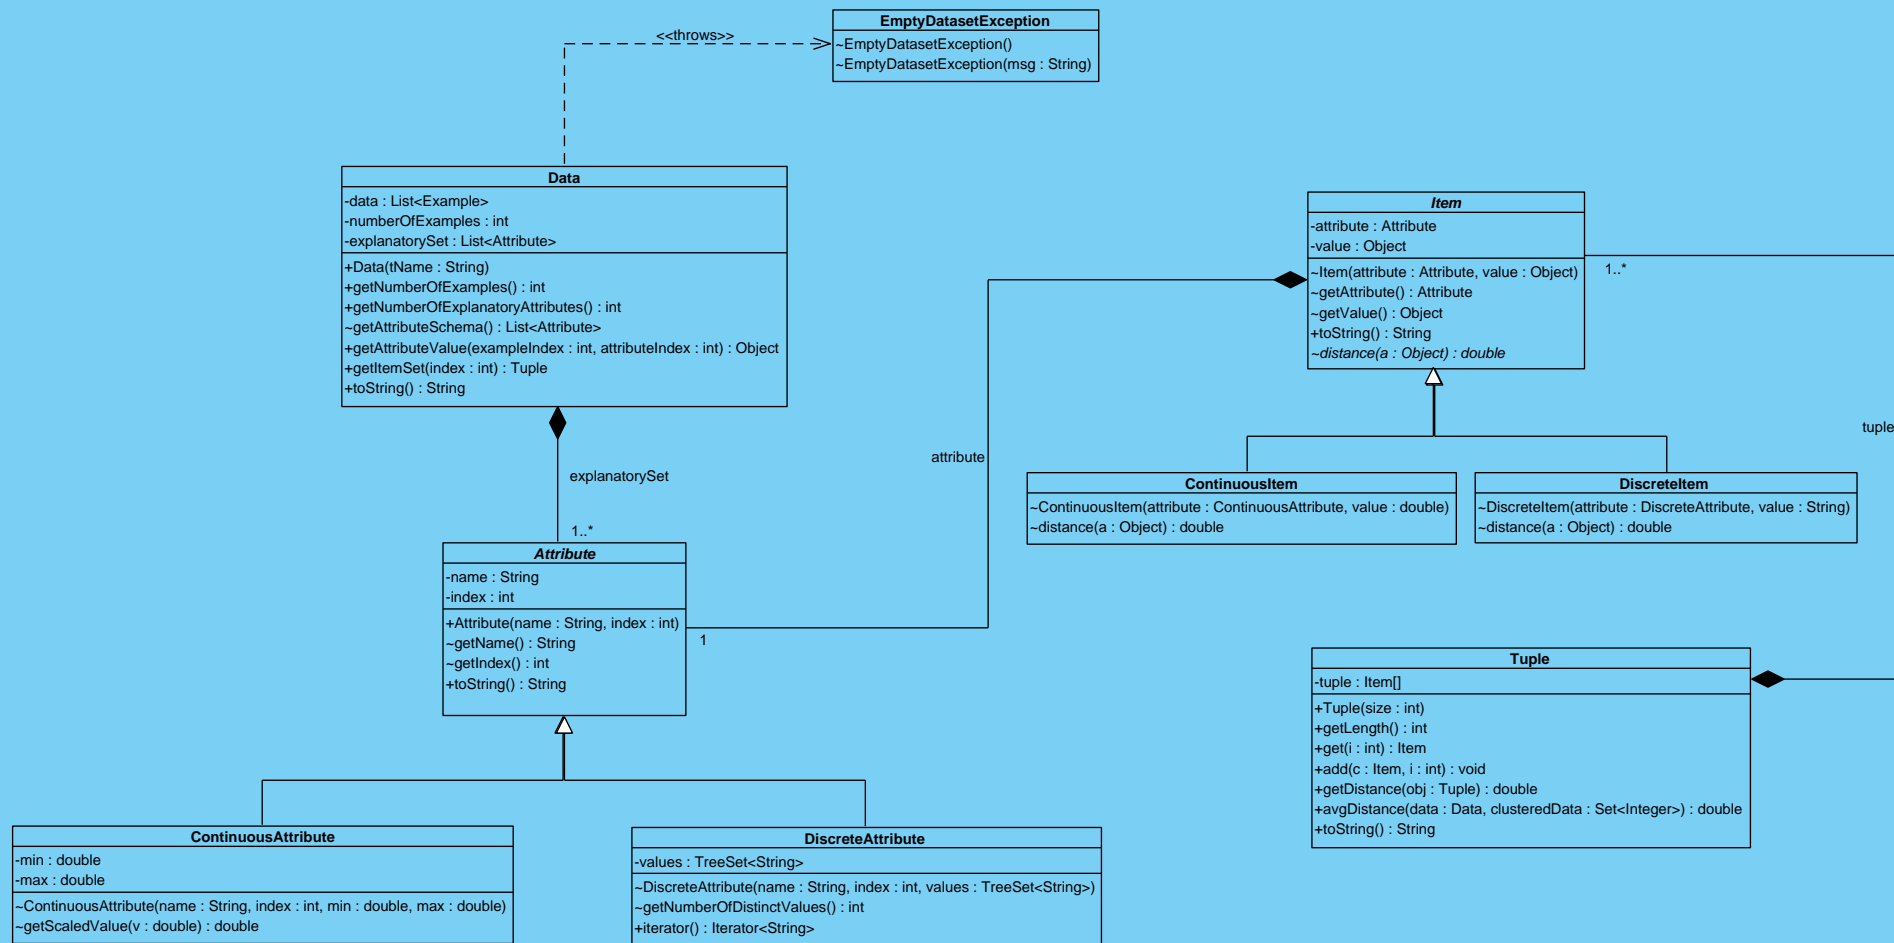 EmptyDatasetException
~EmptyDatasetException()
~EmptyDatasetException(msg : String)
<<throws>>
Data
-data : List<Example>
-numberOfExamples : int
-explanatorySet : List<Attribute>
+Data(tName : String)
+getNumberOfExamples() : int
+getNumberOfExplanatoryAttributes() : int
~getAttributeSchema() : List<Attribute>
+getAttributeValue(exampleIndex : int, attributeIndex : int) : Object
+getItemSet(index : int) : Tuple
+toString() : String
Item
-attribute : Attribute
-value : Object
~Item(attribute : Attribute, value : Object)
~getAttribute() : Attribute
~getValue() : Object
+toString() : String
~distance(a : Object) : double
1..*
tuple
attribute
explanatorySet
1..*
ContinuousItem
~ContinuousItem(attribute : ContinuousAttribute, value : double)
~distance(a : Object) : double
DiscreteItem
~DiscreteItem(attribute : DiscreteAttribute, value : String)
~distance(a : Object) : double
Attribute
-name : String
-index : int
+Attribute(name : String, index : int)
~getName() : String
~getIndex() : int
+toString() : String
1
Tuple
-tuple : Item[]
+Tuple(size : int)
+getLength() : int
+get(i : int) : Item
+add(c : Item, i : int) : void
+getDistance(obj : Tuple) : double
+avgDistance(data : Data, clusteredData : Set<Integer>) : double
+toString() : String
ContinuousAttribute
-min : double
-max : double
~ContinuousAttribute(name : String, index : int, min : double, max : double)
~getScaledValue(v : double) : double
DiscreteAttribute
-values : TreeSet<String>
~DiscreteAttribute(name : String, index : int, values : TreeSet<String>)
~getNumberOfDistinctValues() : int
+iterator() : Iterator<String>